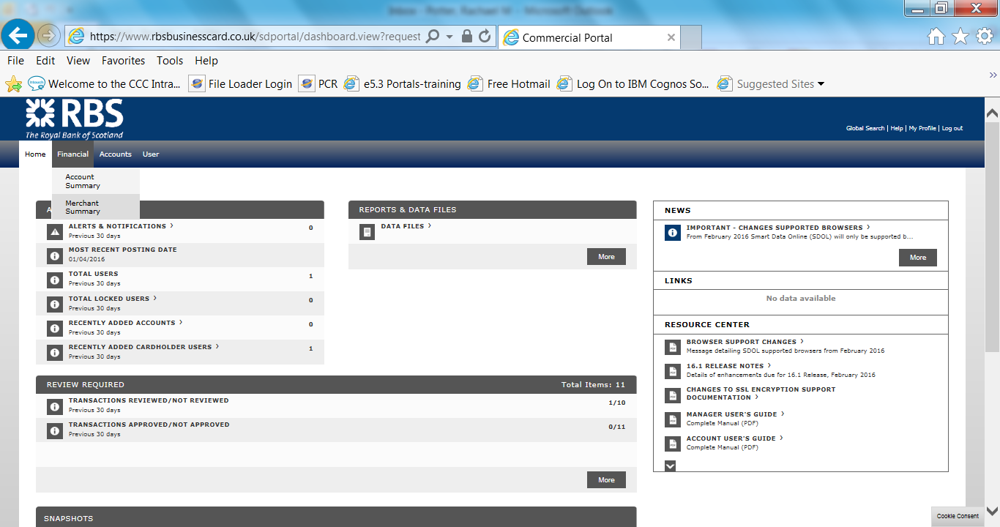 Inbox - Potter, Rachael M - Microsoft Outlook
https://www.rbsbusinesscard.co.uk/sdportal/dashboard.view?request
Commercial Portal
File Edit View Favorites Tools Help
Welcome to the CCC Intra... File Loader Login PCR e5.3 Portals-training Free Hotmail Log On to IBM Cognos So... Suggested Sites
RBS
The Royal Bank of Scotland
Global Search | Help | My Profile | Log out
Home Financial Accounts User
Account
Summary
Merchant
Summary
A
ALERTS & NOTIFICATIONS > 0
Previous 30 days
MOST RECENT POSTING DATE
01/04/2016
TOTAL USERS 1
Previous 30 days
TOTAL LOCKED USERS > 0
Previous 30 days
RECENTLY ADDED ACCOUNTS > 0
Previous 30 days
RECENTLY ADDED CARDHOLDER USERS > 1
Previous 30 days
REPORTS & DATA FILES
DATA FILES >
More
REVIEW REQUIRED Total Items: 11
TRANSACTIONS REVIEWED/NOT REVIEWED 1/10
Previous 30 days
TRANSACTIONS APPROVED/NOT APPROVED 0/11
Previous 30 days
More
SNAPSHOTS
NEWS
IMPORTANT - CHANGES SUPPORTED BROWSERS >
From February 2016 Smart Data Online (SDOL) will only be supported b...
More
LINKS
No data available
RESOURCE CENTER
BROWSER SUPPORT CHANGES >
Message detailing SDOL supported browsers from February 2016
16.1 RELEASE NOTES >
Details of enhancements due for 16.1 Release, February 2016
CHANGES TO SSL ENCRYPTION SUPPORT
DOCUMENTATION >
MANAGER USER'S GUIDE >
Complete Manual (PDF)
ACCOUNT USER'S GUIDE >
Complete Manual (PDF)
Cookie Consent